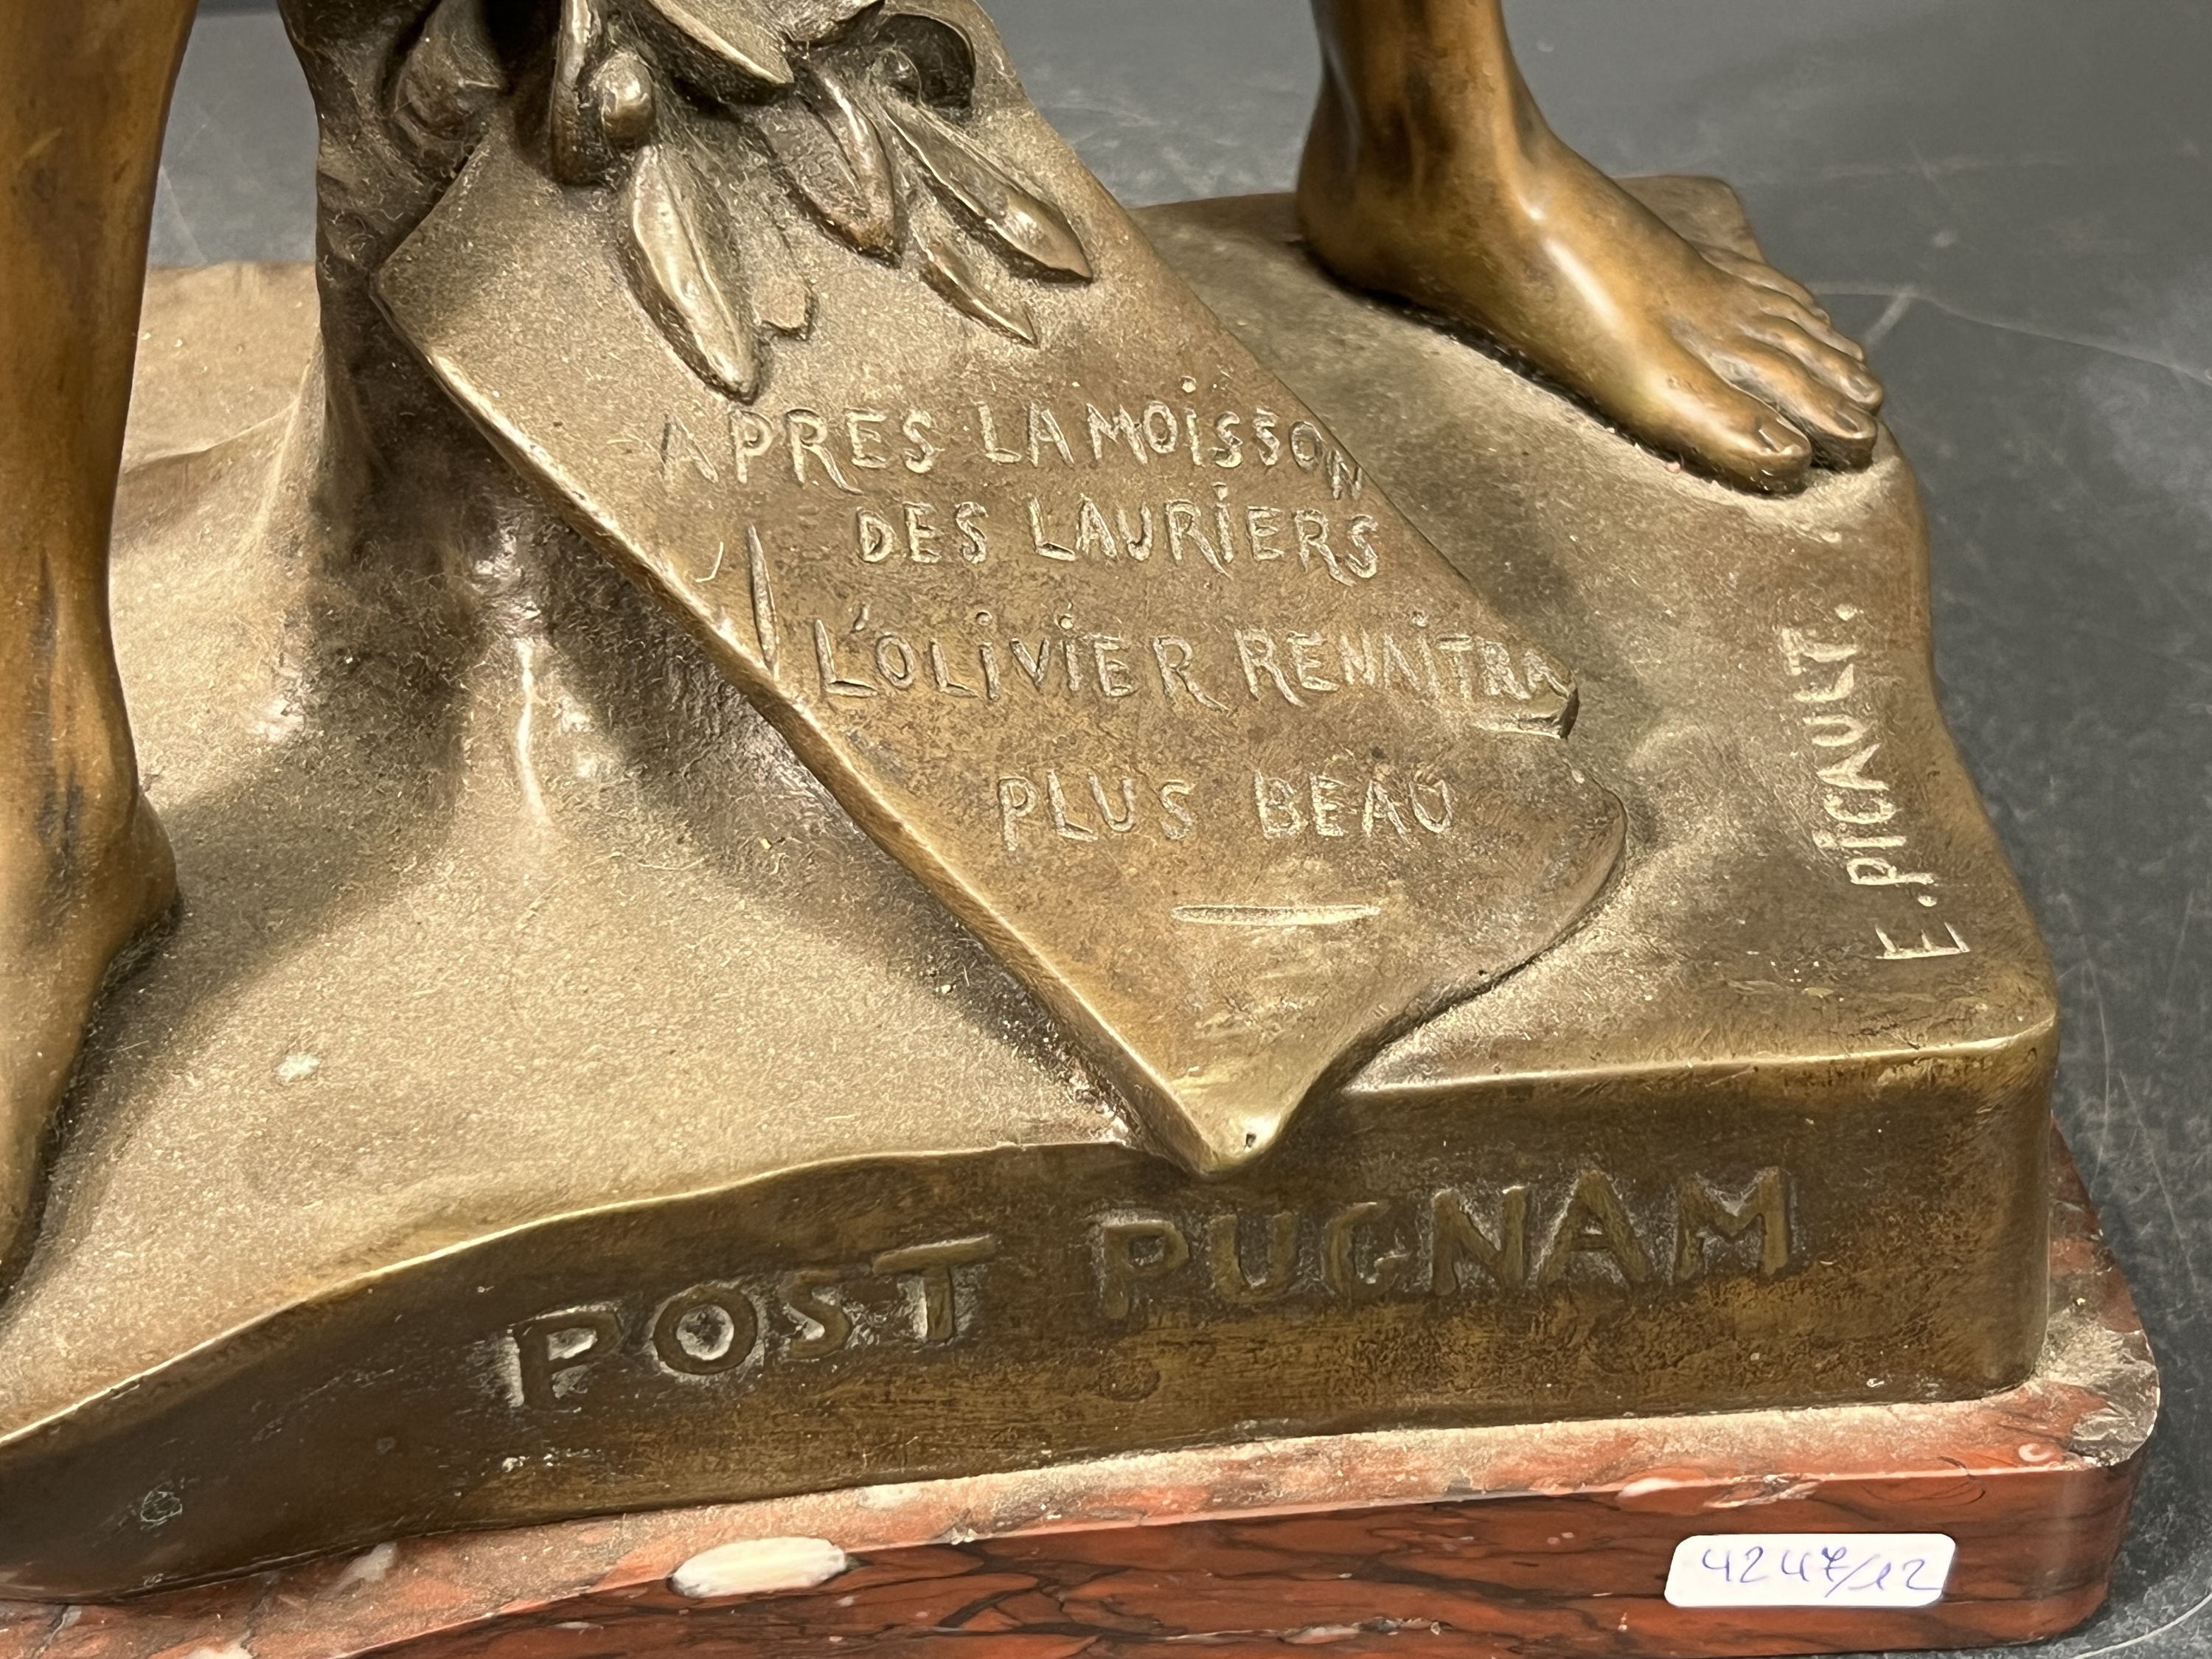 APRES LA MOISSON
DES LAURIERS
L'OLIVIER RENAITRA
PLUS BEAU
E. PICAULT.
POST PUGNAM
4247/12